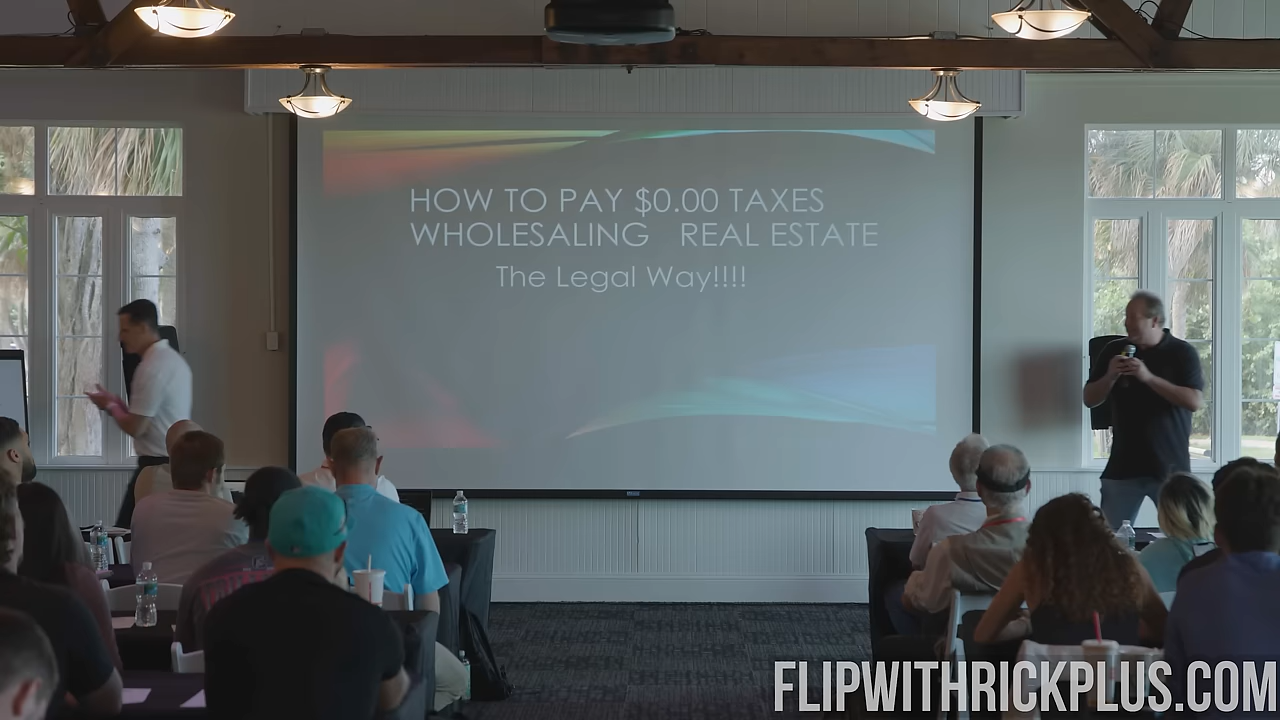 HOW TO PAY $0.00 TAXES
WHOLESALING REAL ESTATE
The Legal Way!!!!
FLIPWITHRICKPLUS.COM